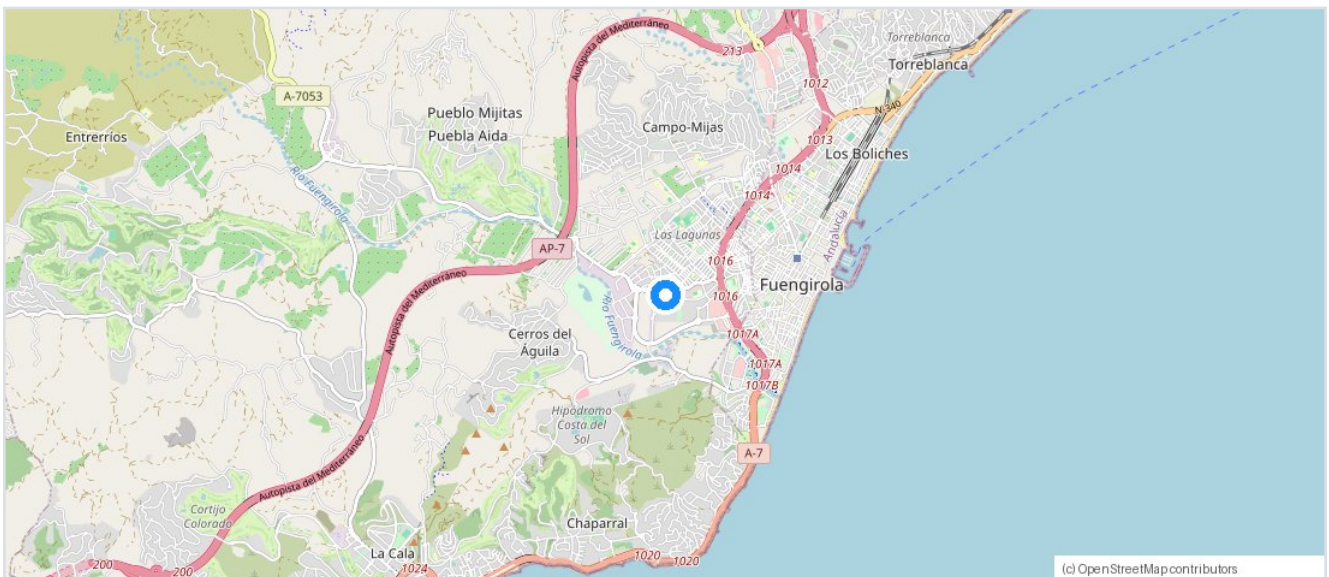 Autopista del Mediterráneo
213
Torreblanca
Torreblanca
A-7053
1012
N-340
Pueblo Mijitas
Puebla Aida
Campo-Mijas
Entrerríos
1013
Los Boliches
1014
1014
Río Fuengirola
Andalucía
Las Lagunas
AP-7
1016
Autopista del Mediterráneo
Fuengirola
1016
Río Fuengirola
Cerros del
Águila
1017A
1017A
1017B
Hipódromo
Costa del
Sol
A-7
Autopista del Mediterráneo
Cortijo
Colorado
Chaparral
La Cala
1020
1020
200
200
1024
(c) OpenStreetMap contributors